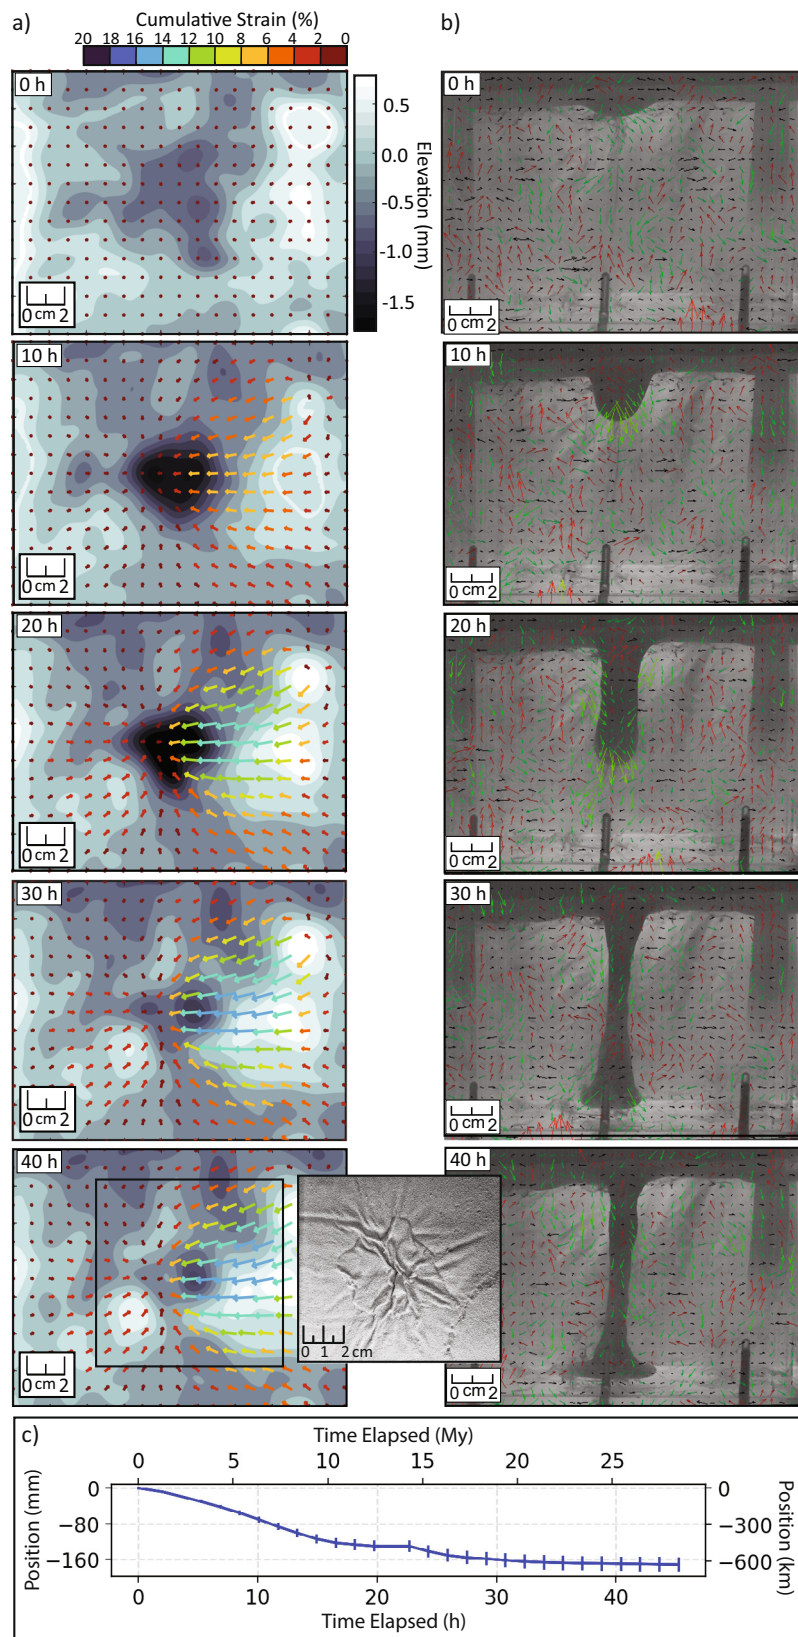 a)
Cumulative Strain (%)
20 18 16 14 12 10 8 6 4 2 0
0 h
0.5
0.0
-0.5
-1.0
-1.5
Elevation (mm)
0 cm 2
10 h
0 cm 2
20 h
0 cm 2
30 h
0 cm 2
40 h
0 cm 2
0 1 2 cm
b)
0 h
0 cm 2
10 h
0 cm 2
20 h
0 cm 2
30 h
0 cm 2
40 h
0 cm 2
c)
Time Elapsed (My)
0 5 10 15 20 25
Position (mm)
0
−80
−160
0
−300
−600
Position (km)
0 10 20 30 40
Time Elapsed (h)